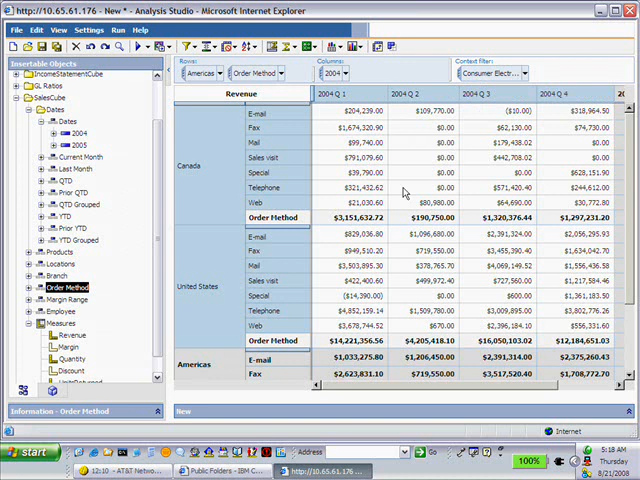 http://10.65.61.176 - New * - Analysis Studio - Microsoft Internet Explorer
File Edit View Settings Run Help
Insertable Objects
IncomeStatementCube
GL Ratios
SalesCube
Dates
Dates
2004
2005
Current Month
Last Month
QTD
Prior QTD
QTD Grouped
YTD
Prior YTD
YTD Grouped
Products
Locations
Branch
Order Method
Margin Range
Employee
Measures
Revenue
Margin
Quantity
Discount
UnitsReturned
Information - Order Method
Rows: Columns: Context filters:
Americas Order Method 2004 Consumer Electr...
Revenue 2004 Q 1 2004 Q 2 2004 Q 3 2004 Q 4 20
Canada
E-mail $204,239.00 $109,770.00 ($10.00) $318,964.50
Fax $1,674,320.90 $0.00 $62,130.00 $74,730.00
Mail $99,740.00 $0.00 $179,438.02 $0.00
Sales visit $791,079.60 $0.00 $442,708.02 $0.00
Special $39,790.00 $0.00 $0.00 $628,151.90
Telephone $321,432.62 $0.00 $571,420.40 $244,612.00
Web $21,030.60 $80,980.00 $64,690.00 $30,772.80
Order Method $3,151,632.72 $190,750.00 $1,320,376.44 $1,297,231.20
United States
E-mail $829,036.80 $1,096,680.00 $2,391,324.00 $2,056,295.93
Fax $949,510.20 $719,550.00 $3,455,390.40 $1,634,042.70
Mail $3,503,895.30 $378,765.70 $4,069,149.52 $1,556,436.58
Sales visit $422,400.60 $499,972.40 $727,560.00 $1,217,584.46
Special ($14,390.00) $0.00 $600.00 $1,361,183.50
Telephone $4,852,159.14 $1,509,780.00 $3,009,895.00 $3,802,776.26
Web $3,678,744.52 $670.00 $2,396,184.10 $556,331.60
Order Method $14,221,356.56 $4,205,418.10 $16,050,103.02 $12,184,651.03
Americas
E-mail $1,033,275.80 $1,206,450.00 $2,391,314.00 $2,375,260.43
Fax $2,623,831.10 $719,550.00 $3,517,520.40 $1,708,772.70
New
Internet
start Address Go 5:18 AM
12:10 - AT&T Netwo... Public Folders - IBM C... http://10.65.61.176 ... 100% Thursday
8/21/2008